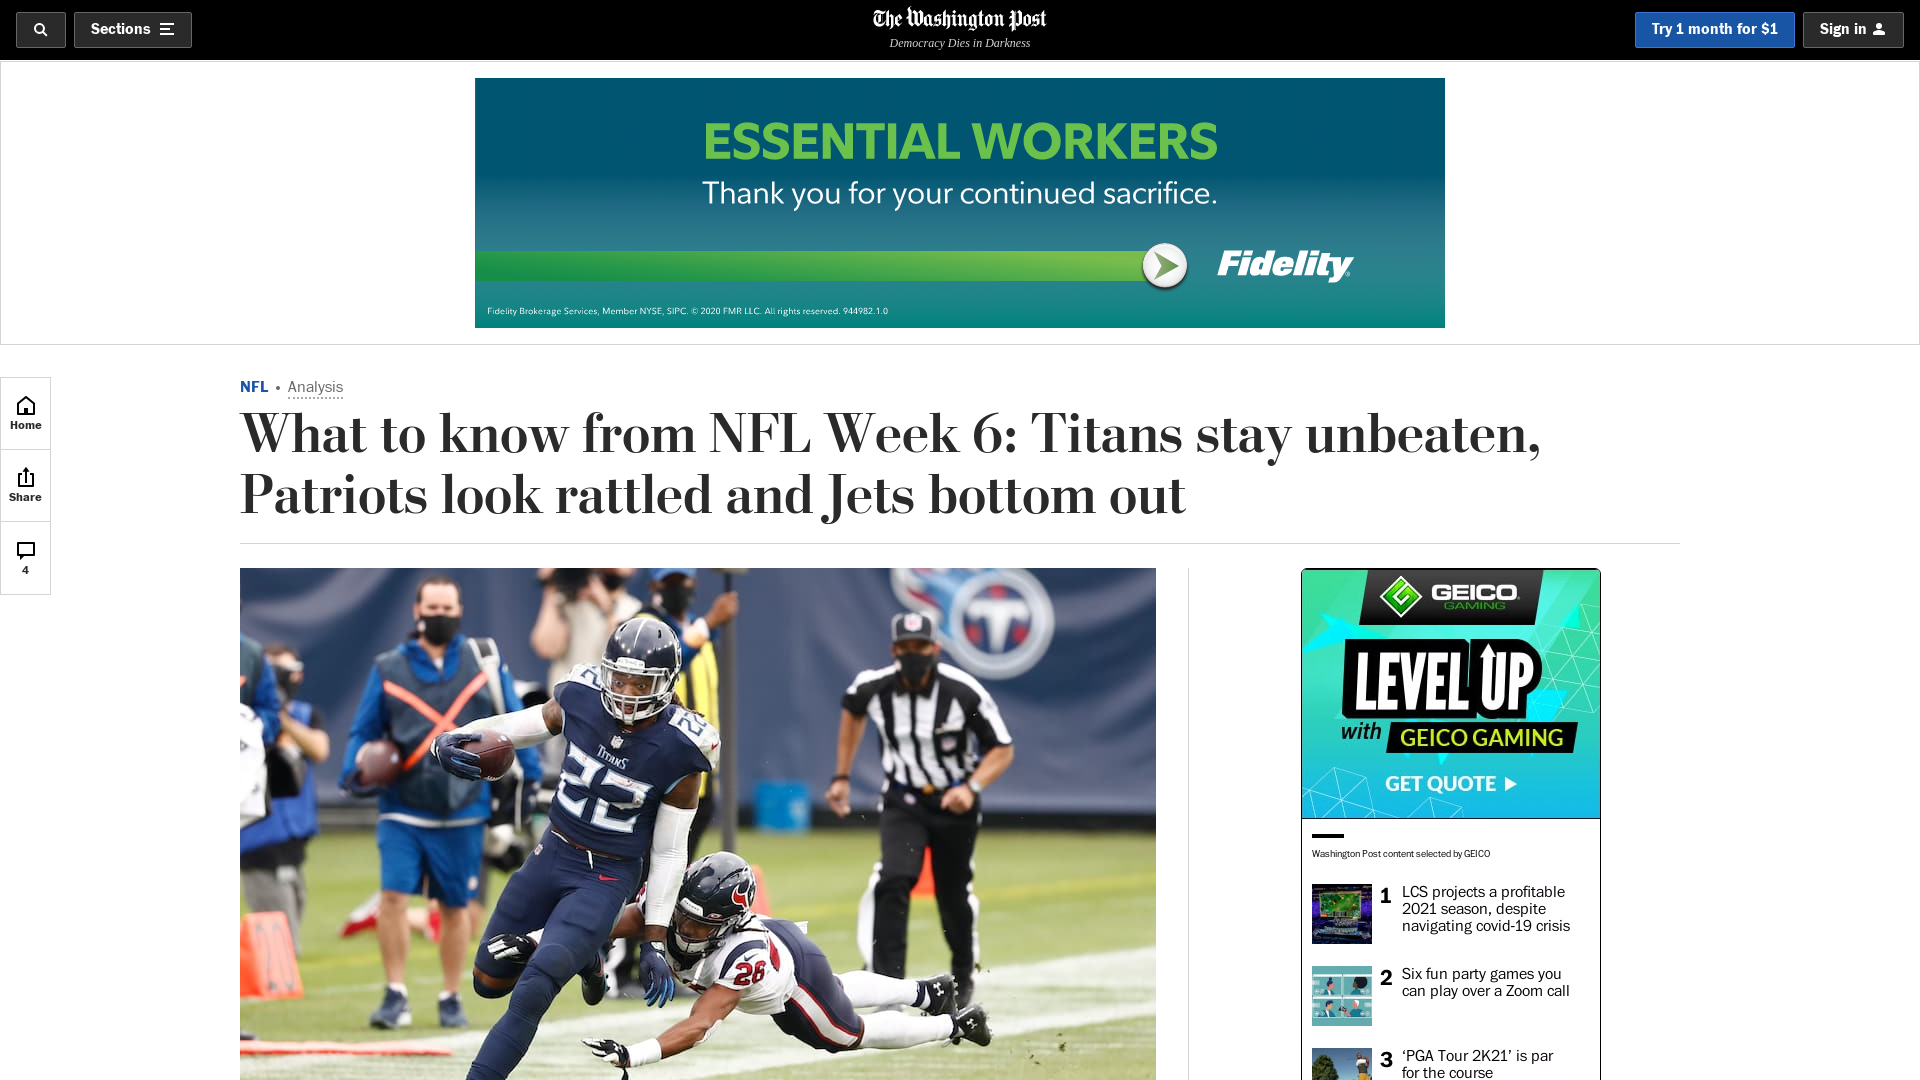 Sections
The Washington Post
Democracy Dies in Darkness
Try 1 month for $1
Sign in
ESSENTIAL WORKERS
Thank you for your continued sacrifice.
Fidelity
Fidelity Brokerage Services, Member NYSE, SIPC. © 2020 FMR LLC. All rights reserved. 944982.1.0
Home
Share
4
NFL • Analysis
What to know from NFL Week 6: Titans stay unbeaten,
Patriots look rattled and Jets bottom out
T
22
22
TITANS
22
26
GEICO
GAMING
LEVEL UP
with GEICO GAMING
GET QUOTE
Washington Post content selected by GEICO
1 LCS projects a profitable
2021 season, despite
navigating covid-19 crisis
2 Six fun party games you
can play over a Zoom call
3 ‘PGA Tour 2K21’ is par
for the course